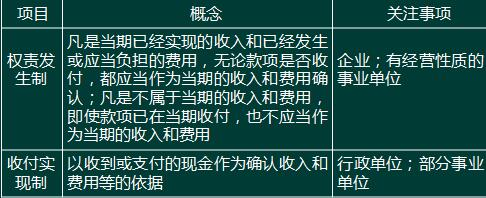 项目
概念
关注事项
权责发
生制
凡是当期已经实现的收入和已经发生
或应当负担的费用，无论款项是否收
付，都应当作为当期的收入和费用确
认；凡是不属于当期的收入和费用，
即使款项已在当期收付，也不应当作
为当期的收入和费用
企业；有经营性质的
事业单位
收付实
现制
以收到或支付的现金作为确认收入和
费用等的依据
行政单位；部分事业
单位